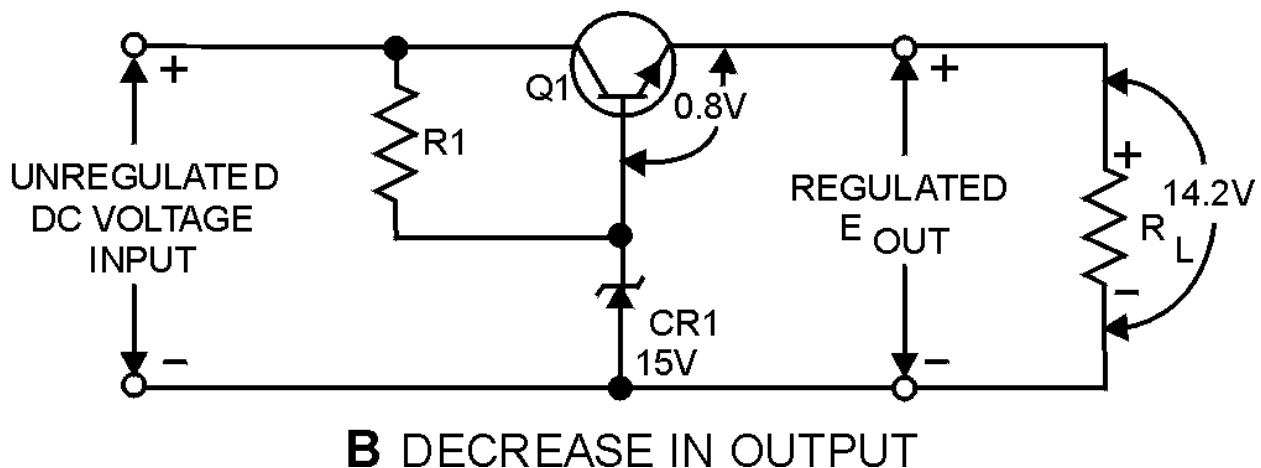 +
Q1
0.8V
+
R1
UNREGULATED
DC VOLTAGE
INPUT
REGULATED
E OUT
+
14.2V
R L
-
CR1
15V
-
-
B DECREASE IN OUTPUT